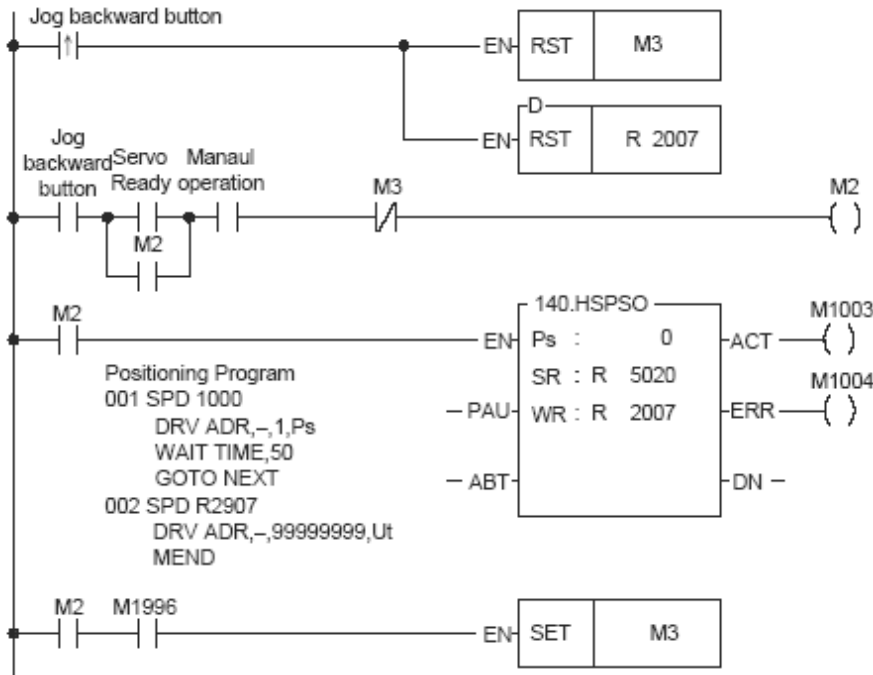 Jog backward button
EN RST M3
D
EN RST R 2007
Jog
backward
button
Servo
Ready
Manaul
operation
M3
M2
M2
M2
140.HSPSO
M1003
EN Ps : 0 ACT
SR : R 5020
M1004
PAU WR : R 2007 ERR
ABT DN
Positioning Program
001 SPD 1000
DRV ADR,–,1,Ps
WAIT TIME,50
GOTO NEXT
002 SPD R2907
DRV ADR,–,99999999,Ut
MEND
M2 M1996
EN SET M3